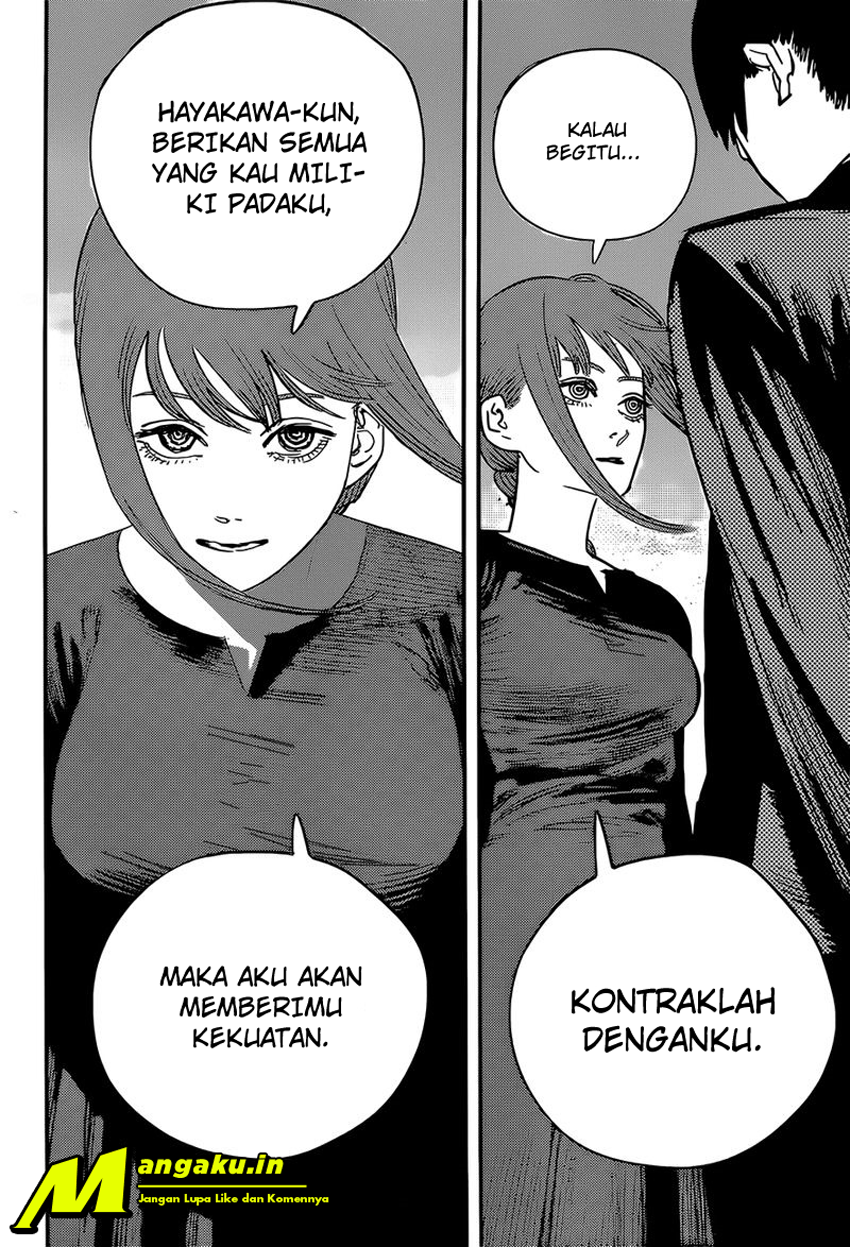 KALAU
BEGITU...
KONTRAKLAH
DENGANKU.
HAYAKAWA-KUN,
BERIKAN SEMUA
YANG KAU MILI-
KI PADAKU,
MAKA AKU AKAN
MEMBERIMU
KEKUATAN.
Mangaku.in
Jangan Lupa Like dan Komennya